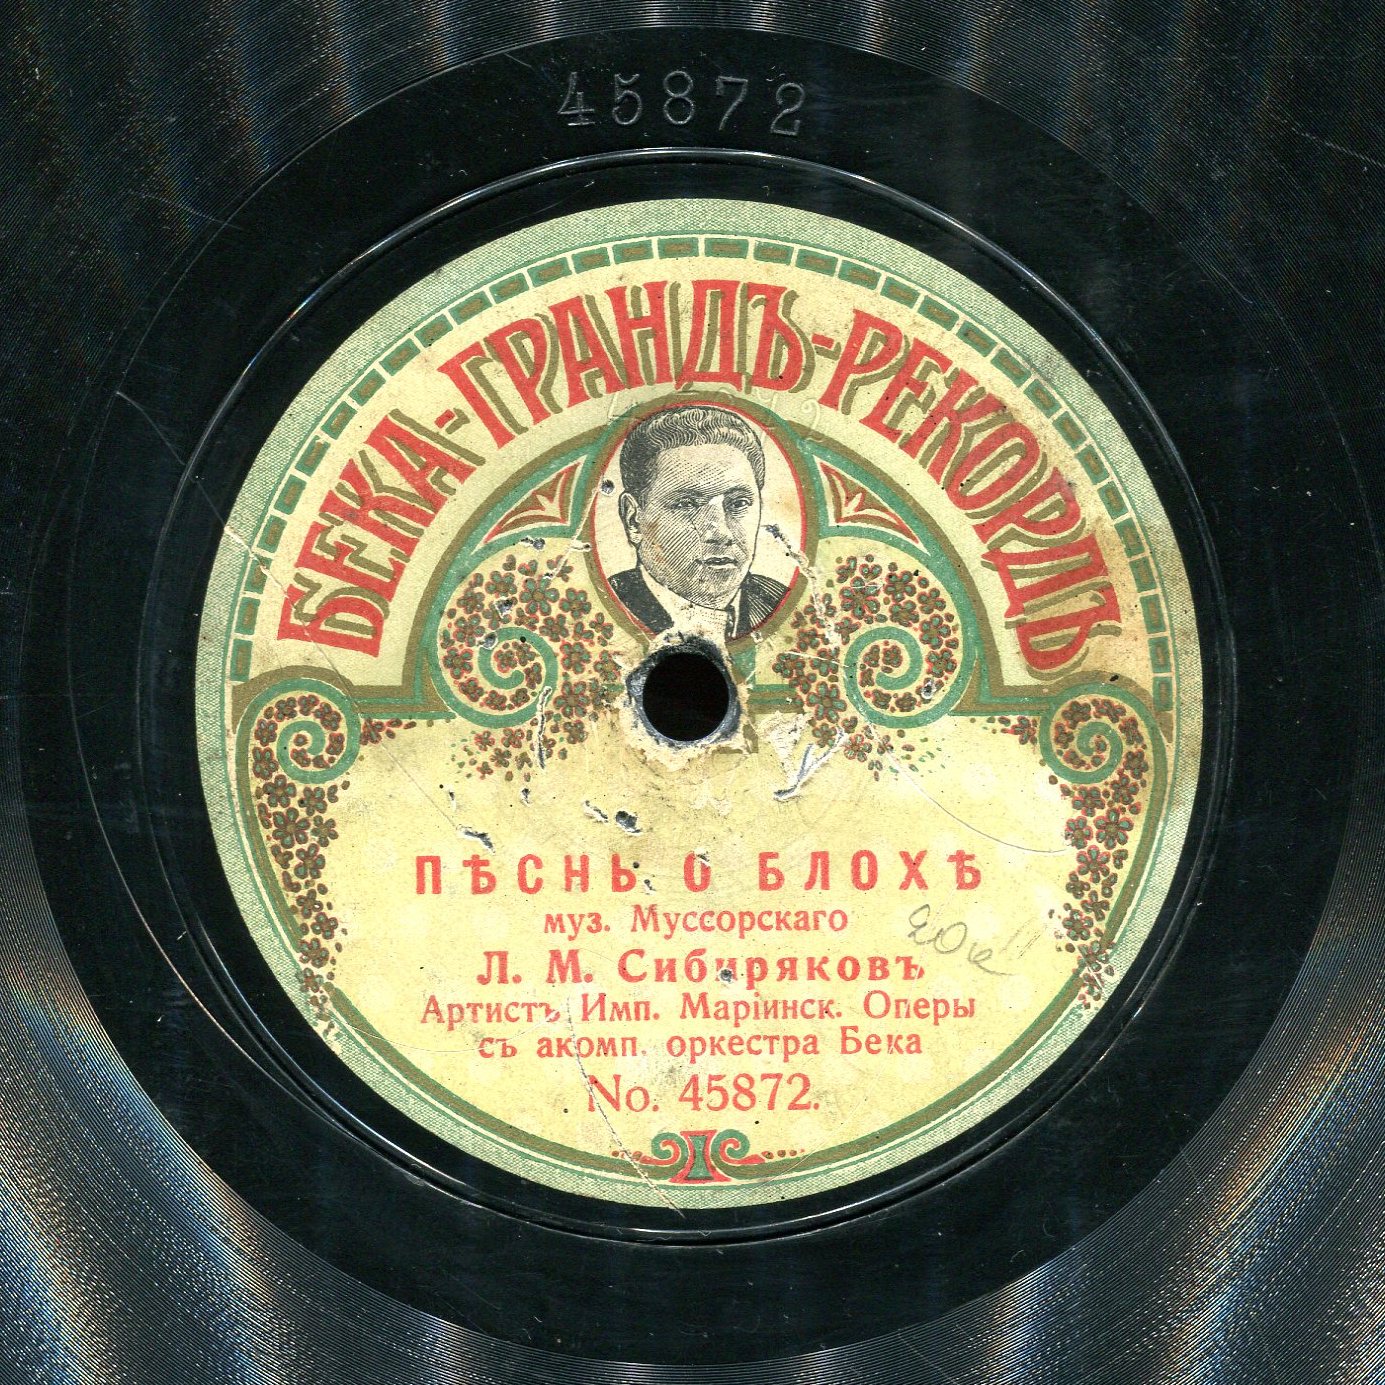 45872
БЕКА-ГРАНДЪ-РЕКОРДЪ
ПѢСНЬ О БЛОХѢ
муз. Муссорскаго
Л. М. Сибиряковъ
Артистъ Имп. Маріинск. Оперы
съ акомп. оркестра Бека
No. 45872.